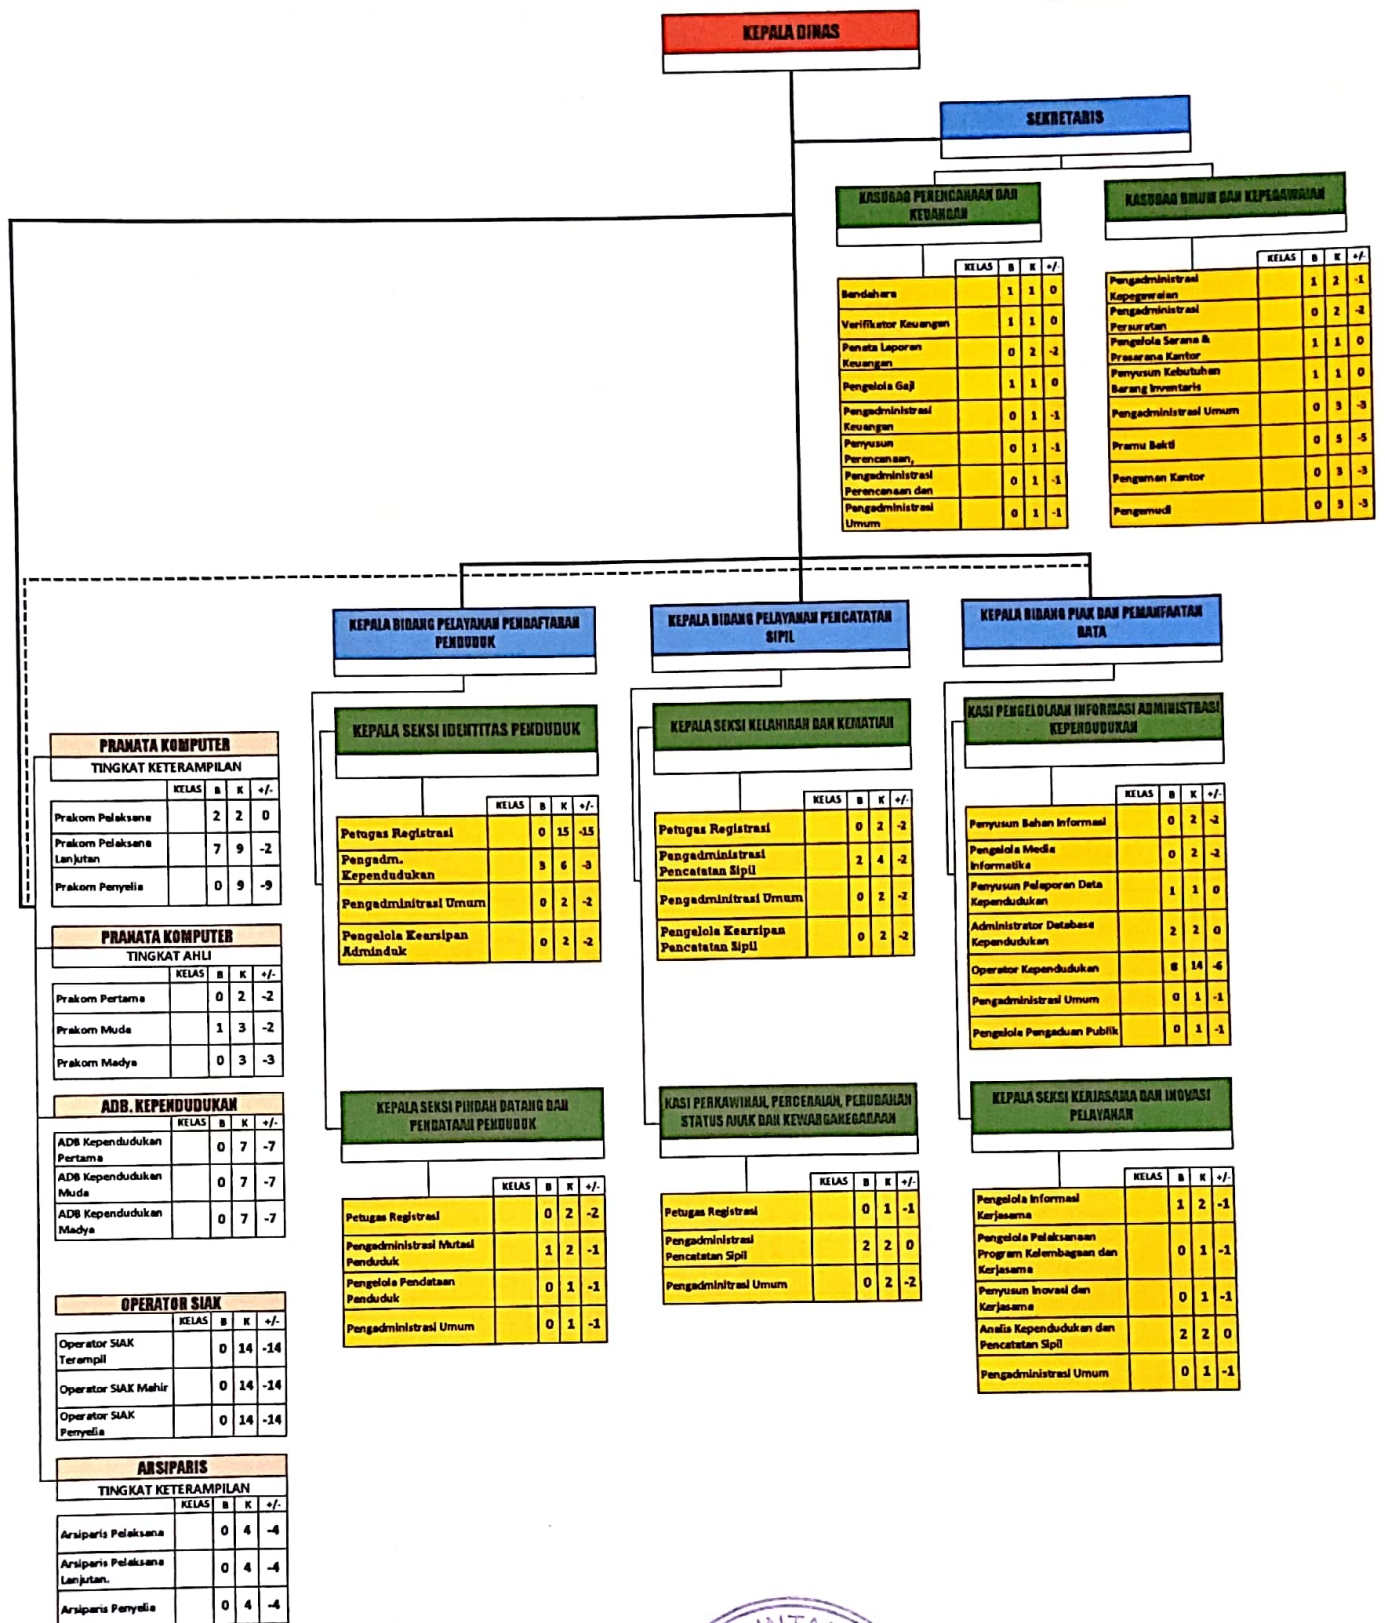 KEPALA DINAS
SEKRETARIS
KASUBAG PERENCANAAN DAN
KEUANGAN
KELAS B K +/-
Bendahara 1 1 0
Verifikator Keuangan 1 1 0
Penata Laporan
Keuangan 0 2 -2
Pengelola Gaji 1 1 0
Pengadministrasi
Keuangan 0 1 -1
Penyusun
Perencanaan, 0 1 -1
Pengadministrasi
Perencanaan dan 0 1 -1
Pengadministrasi
Umum 0 1 -1
KASUBAG UMUM DAN KEPEGAWAIAN
KELAS B K +/-
Pengadministrasi
Kepegawaian 1 2 -1
Pengadministrasi
Persuratan 0 2 -2
Pengelola Sarana &
Prasarana Kantor 1 1 0
Penyusun Kebutuhan
Barang Inventaris 1 1 0
Pengadministrasi Umum 0 3 -3
Pramu Bakti 0 5 -5
Pengaman Kantor 0 3 -3
Pengemudi 0 3 -3
KEPALA BIDANG PELAYANAN PENDAFTARAN
PENDUDUK
KEPALA SEKSI IDENTITAS PENDUDUK
KELAS B K +/-
Petugas Registrasi 0 15 -15
Pengadm.
Kependudukan 3 6 -3
Pengadminitrasi Umum 0 2 -2
Pengelola Kearsipan
Adminduk 0 2 -2
KEPALA SEKSI PINDAH DATANG DAN
PENDATAAN PENDUDUK
KELAS B K +/-
Petugas Registrasi 0 2 -2
Pengadministrasi Mutasi
Penduduk 1 2 -1
Pengelola Pendataan
Penduduk 0 1 -1
Pengadministrasi Umum 0 1 -1
KEPALA BIDANG PELAYANAN PENCATATAN
SIPIL
KEPALA SEKSI KELAHIRAN DAN KEMATIAN
KELAS B K +/-
Petugas Registrasi 0 2 -2
Pengadministrasi
Pencatatan Sipil 2 4 -2
Pengadminitrasi Umum 0 2 -2
Pengelola Kearsipan
Pencatatan Sipil 0 2 -2
KASI PERKAWINAN, PERCERAIAN, PERUBAHAN
STATUS ANAK DAN KEWARGANEGARAAN
KELAS B K +/-
Petugas Registrasi 0 1 -1
Pengadministrasi
Pencatatan Sipil 2 2 0
Pengadminitrasi Umum 0 2 -2
KEPALA BIDANG PIAK DAN PEMANFAATAN
DATA
KASI PENGELOLAAN INFORMASI ADMINISTRASI
KEPENDUDUKAN
KELAS B K +/-
Penyusun Bahan Informasi 0 2 -2
Pengelola Media
Informatika 0 2 -2
Penyusun Pelaporan Data
Kependudukan 1 1 0
Administrator Database
Kependudukan 2 2 0
Operator Kependudukan 8 14 -6
Pengadministrasi Umum 0 1 -1
Pengelola Pengaduan Publik 0 1 -1
KEPALA SEKSI KERJASAMA DAN INOVASI
PELAYANAN
KELAS B K +/-
Pengelola Informasi
Kerjasama 1 2 -1
Pengelola Pelaksanaan
Program Kelembagaan dan
Kerjasama 0 1 -1
Penyusun Inovasi dan
Kerjasama 0 1 -1
Analis Kependudukan dan
Pencatatan Sipil 2 2 0
Pengadministrasi Umum 0 1 -1
PRANATA KOMPUTER
TINGKAT KETERAMPILAN
KELAS B K +/-
Prakom Pelaksana 2 2 0
Prakom Pelaksana
Lanjutan 7 9 -2
Prakom Penyelia 0 9 -9
PRANATA KOMPUTER
TINGKAT AHLI
KELAS B K +/-
Prakom Pertama 0 2 -2
Prakom Muda 1 3 -2
Prakom Madya 0 3 -3
ADB. KEPENDUDUKAN
KELAS B K +/-
ADB Kependudukan
Pertama 0 7 -7
ADB Kependudukan
Muda 0 7 -7
ADB Kependudukan
Madya 0 7 -7
OPERATOR SIAK
KELAS B K +/-
Operator SIAK
Terampil 0 14 -14
Operator SIAK Mahir 0 14 -14
Operator SIAK
Penyelia 0 14 -14
ARSIPARIS
TINGKAT KETERAMPILAN
KELAS B K +/-
Arsiparis Pelaksana 0 4 -4
Arsiparis Pelaksana
Lanjutan. 0 4 -4
Arsiparis Penyelia 0 4 -4